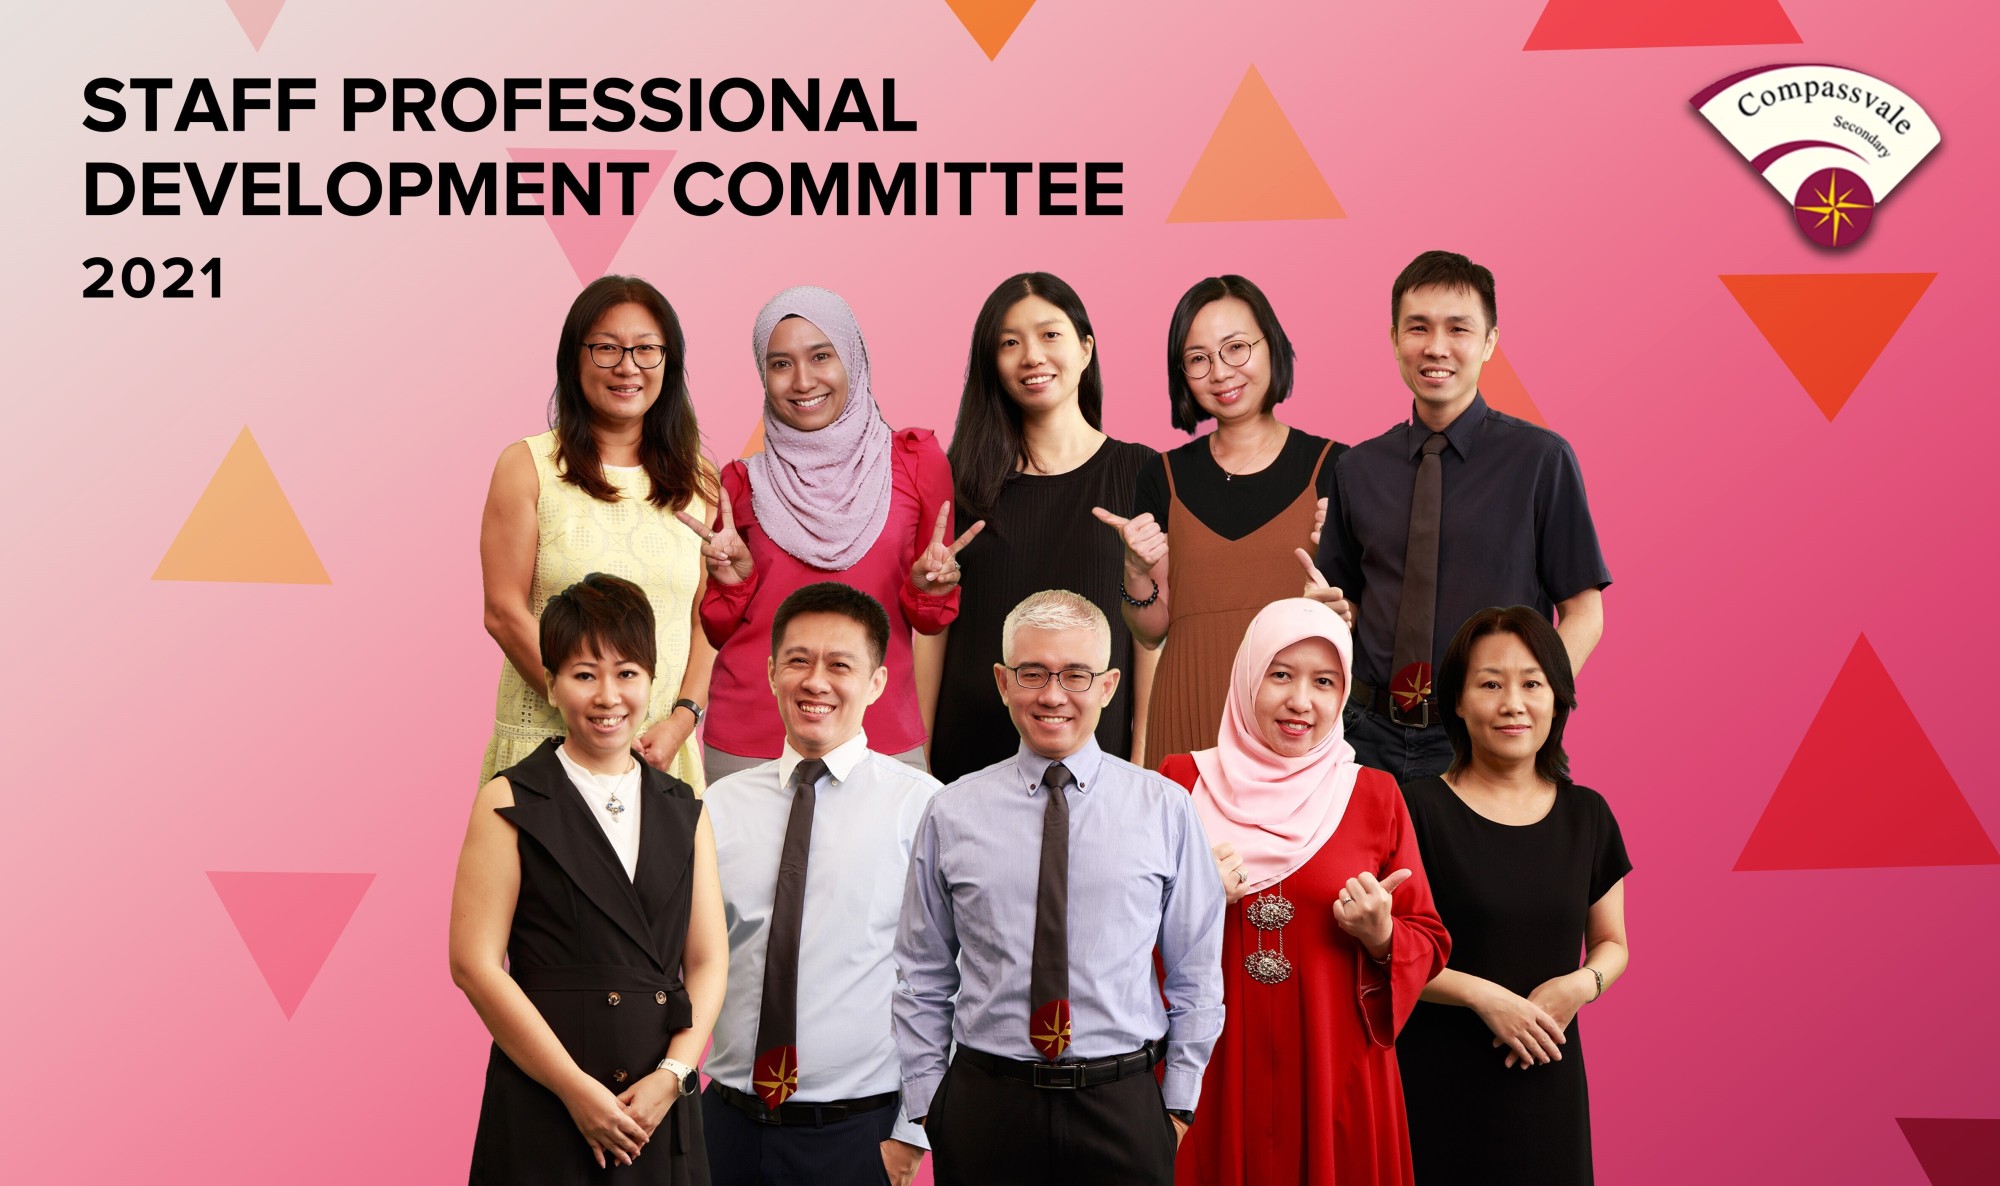 STAFF PROFESSIONAL
DEVELOPMENT COMMITTEE
2021
Compassvale
Secondary